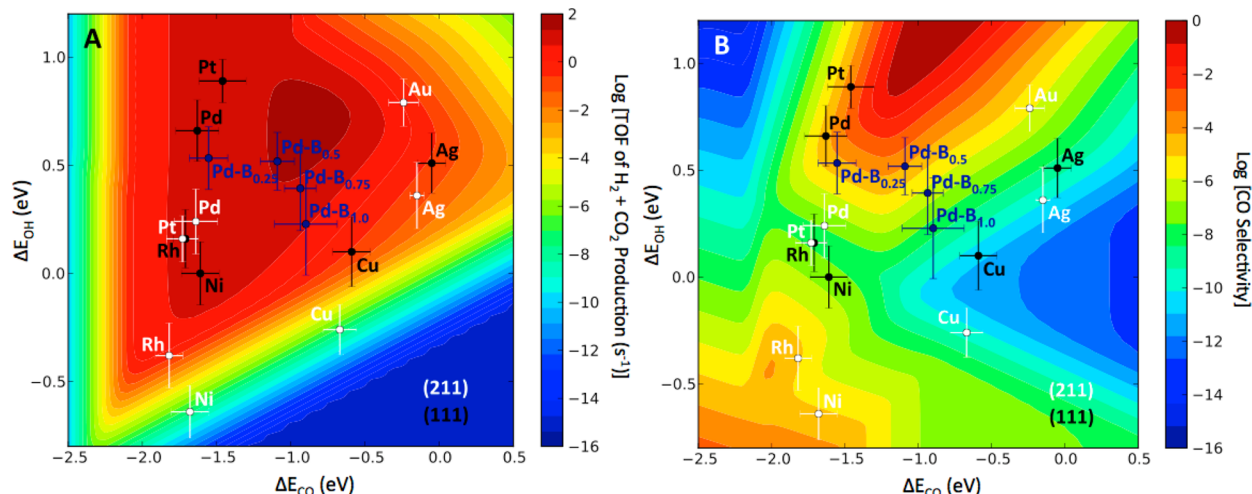 A
Pt
Pd
Pd-B0.25
Pd-B0.5
Pd-B0.75
Pd-B1.0
Au
Ag
Ag
Pd
Pt
Rh
Ni
Cu
Cu
Rh
Ni
(211)
(111)
1.0
0.5
0.0
−0.5
ΔEOH (eV)
−2.5 −2.0 −1.5 −1.0 −0.5 0.0 0.5
ΔECO (eV)
2
0
−2
−4
−6
−8
−10
−12
−14
−16
Log [TOF of H2 + CO2 Production (s-1)]
B
Pt
Pd
Pd-B0.25
Pd-B0.5
Pd-B0.75
Pd-B1.0
Au
Ag
Ag
Pd
Pt
Rh
Ni
Cu
Cu
Rh
Ni
(211)
(111)
1.0
0.5
0.0
−0.5
ΔEOH (eV)
−2.5 −2.0 −1.5 −1.0 −0.5 0.0 0.5
ΔECO (eV)
0
−2
−4
−6
−8
−10
−12
−14
−16
Log [CO Selectivity]